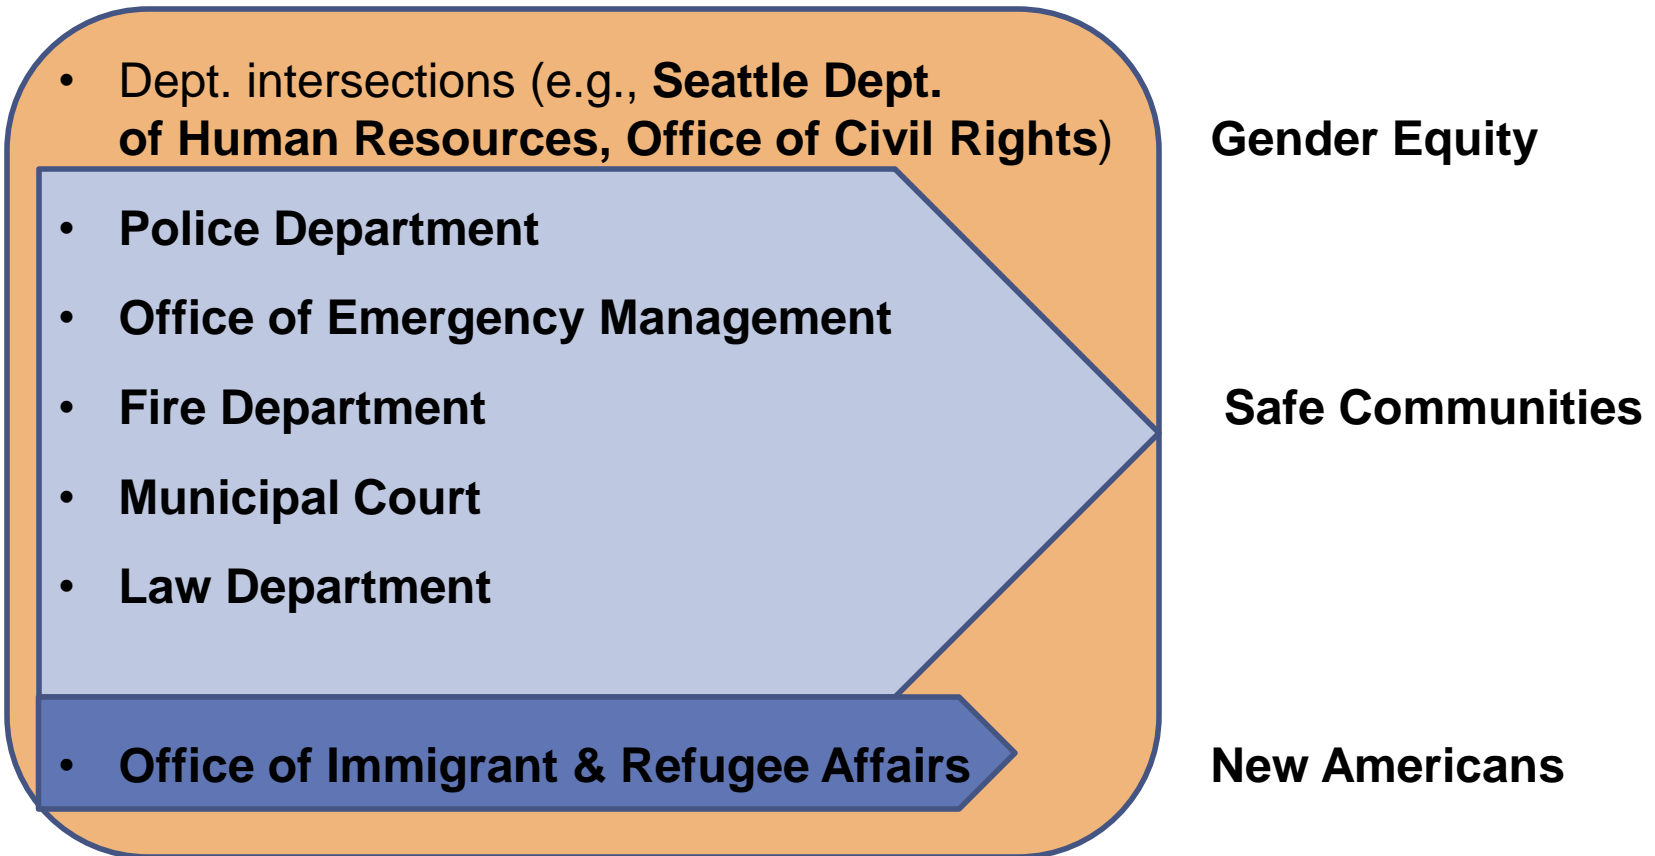 • Dept. intersections (e.g., Seattle Dept.
of Human Resources, Office of Civil Rights) Gender Equity
• Police Department
• Office of Emergency Management
• Fire Department Safe Communities
• Municipal Court
• Law Department
• Office of Immigrant & Refugee Affairs New Americans